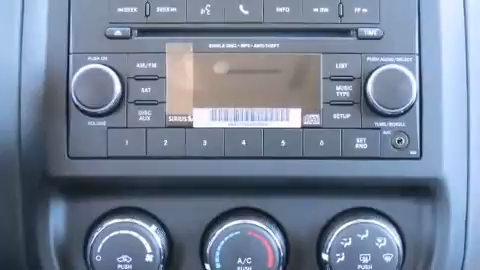 SEEK SEEK INFO RW FF
SINGLE DISC - MP3 - ANTI-THEFT TIME
PUSH ON AM/FM LIST PUSH AUDIO/SELECT
SAT MUSIC TYPE
VOLUME DISC AUX SIRIUS SETUP TUNE/SCROLL
1 2 3 4 5 6 SET RND AUX
A/C
PUSH PUSH PUSH